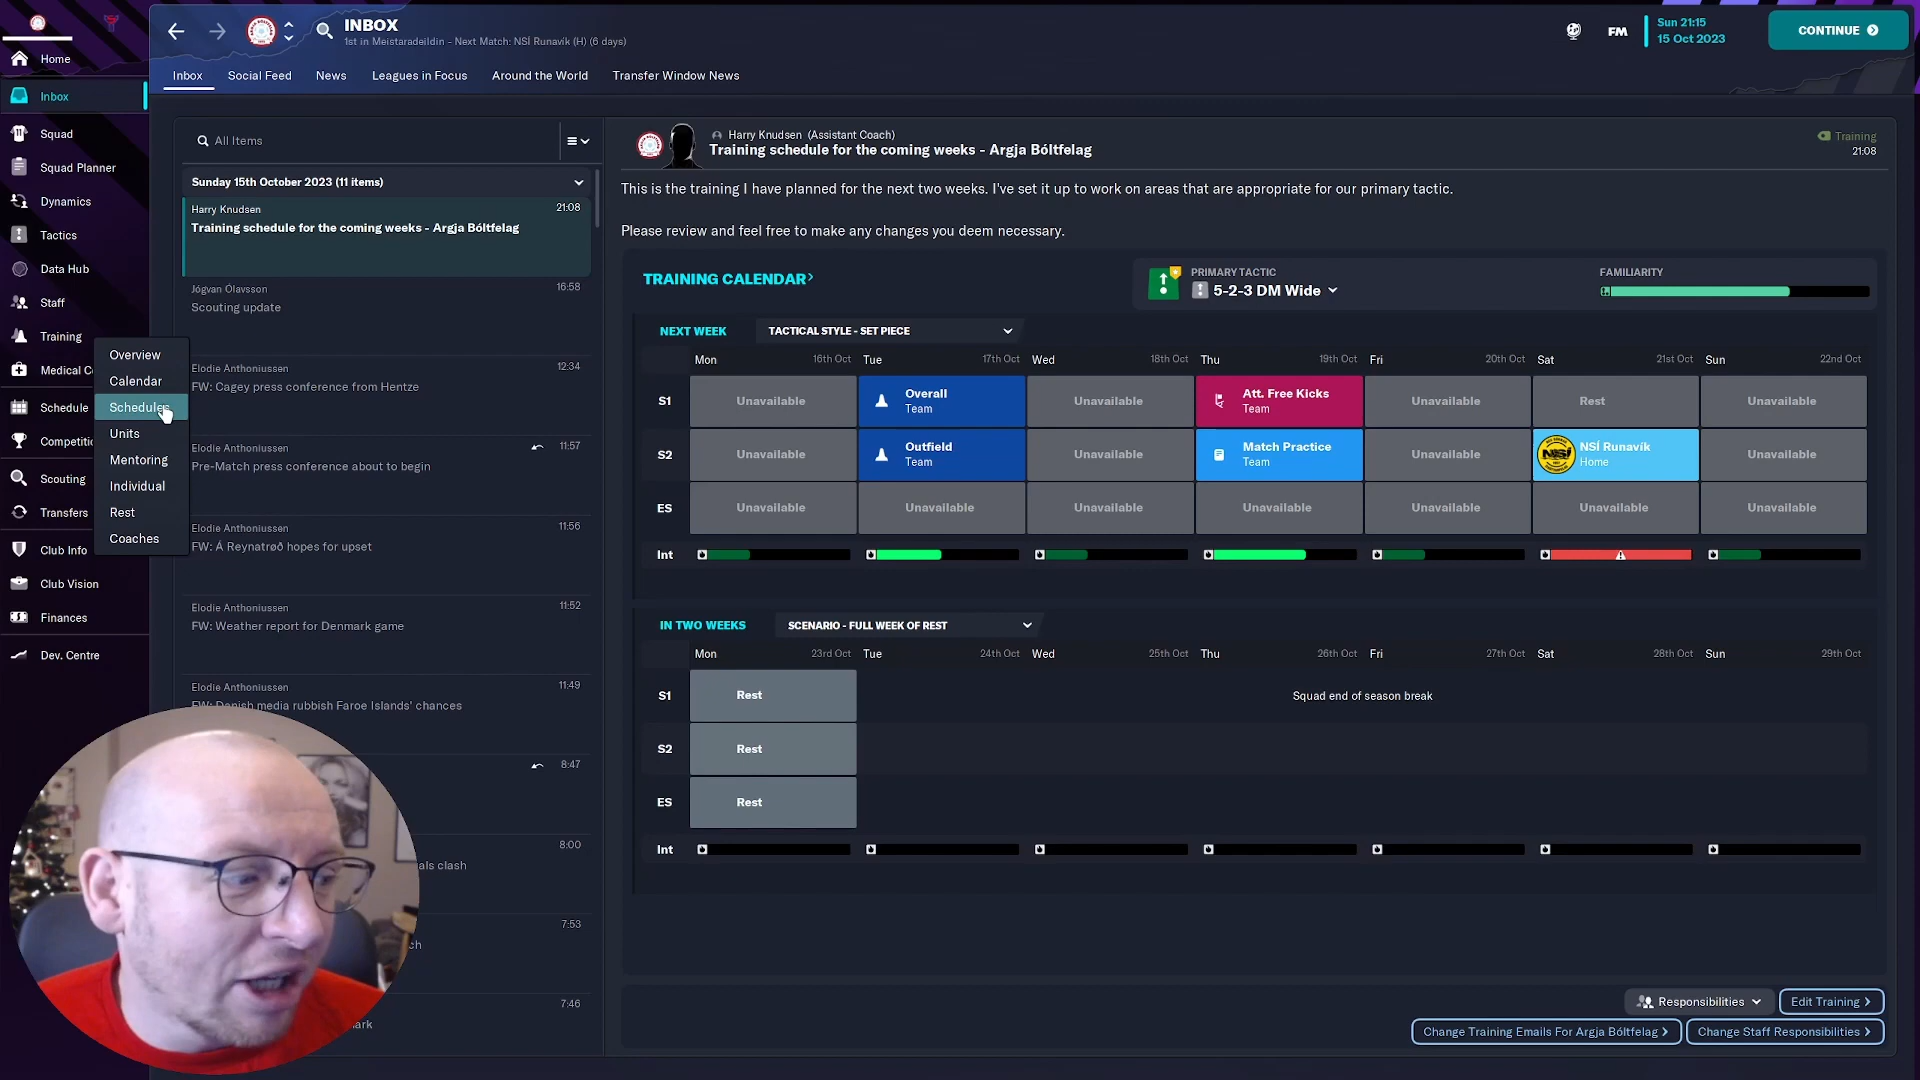 INBOX
1st in Meistaradeildin - Next Match: NSÍ Runavík (H) (6 days)
FM
Sun 21:15
15 Oct 2023
CONTINUE
Inbox
Social Feed
News
Leagues in Focus
Around the World
Transfer Window News
Home
Inbox
Squad
Squad Planner
Dynamics
Tactics
Data Hub
Staff
Training
Medical C
Schedule
Competitio
Scouting
Transfers
Club Info
Club Vision
Finances
Dev. Centre
Overview
Calendar
Schedules
Units
Mentoring
Individual
Rest
Coaches
All Items
Sunday 15th October 2023 (11 items)
Harry Knudsen 21:08
Training schedule for the coming weeks - Argja Bóltfelag
Jógvan Ólavsson 16:58
Scouting update
Elodie Anthoniussen 12:34
FW: Cagey press conference from Hentze
Elodie Anthoniussen 11:57
Pre-Match press conference about to begin
Elodie Anthoniussen 11:56
FW: Á Reynatrøð hopes for upset
Elodie Anthoniussen 11:52
FW: Weather report for Denmark game
Elodie Anthoniussen 11:49
FW: Danish media rubbish Faroe Islands' chances
8:47
8:00
als clash
7:53
ch
7:46
ark
Harry Knudsen (Assistant Coach)
Training schedule for the coming weeks - Argja Bóltfelag
Training
21:08
This is the training I have planned for the next two weeks. I've set it up to work on areas that are appropriate for our primary tactic.
Please review and feel free to make any changes you deem necessary.
TRAINING CALENDAR
PRIMARY TACTIC
5-2-3 DM Wide
FAMILIARITY
NEXT WEEK
TACTICAL STYLE - SET PIECE
Mon 16th Oct Tue 17th Oct Wed 18th Oct Thu 19th Oct Fri 20th Oct Sat 21st Oct Sun 22nd Oct
S1 Unavailable Overall Team Unavailable Att. Free Kicks Team Unavailable Rest Unavailable
S2 Unavailable Outfield Team Unavailable Match Practice Team Unavailable NSÍ Runavík Home Unavailable
ES Unavailable Unavailable Unavailable Unavailable Unavailable Unavailable Unavailable
Int
IN TWO WEEKS
SCENARIO - FULL WEEK OF REST
Mon 23rd Oct Tue 24th Oct Wed 25th Oct Thu 26th Oct Fri 27th Oct Sat 28th Oct Sun 29th Oct
S1 Rest Squad end of season break
S2 Rest
ES Rest
Int
Responsibilities
Edit Training
Change Training Emails For Argja Bóltfelag
Change Staff Responsibilities